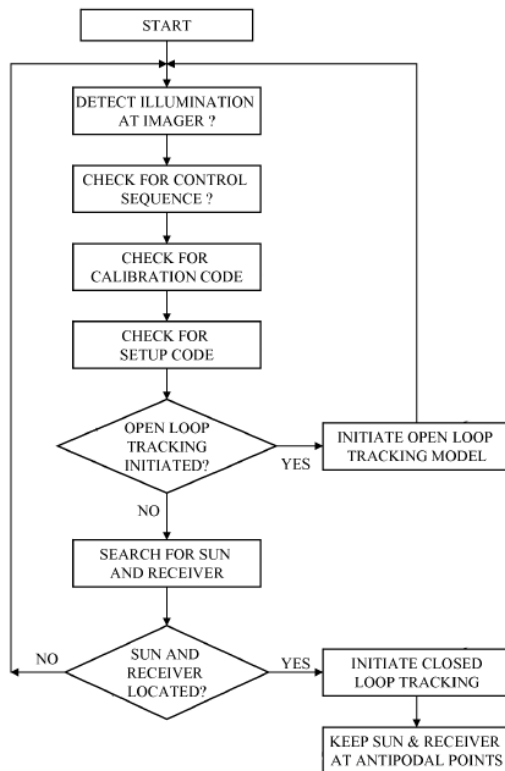 START
DETECT ILLUMINATION
AT IMAGER ?
CHECK FOR CONTROL
SEQUENCE ?
CHECK FOR
CALIBRATION CODE
CHECK FOR
SETUP CODE
OPEN LOOP
TRACKING
INITIATED?
YES
INITIATE OPEN LOOP
TRACKING MODEL
NO
SEARCH FOR SUN
AND RECEIVER
NO
SUN AND
RECEIVER
LOCATED?
YES
INITIATE CLOSED
LOOP TRACKING
KEEP SUN & RECEIVER
AT ANTIPODAL POINTS